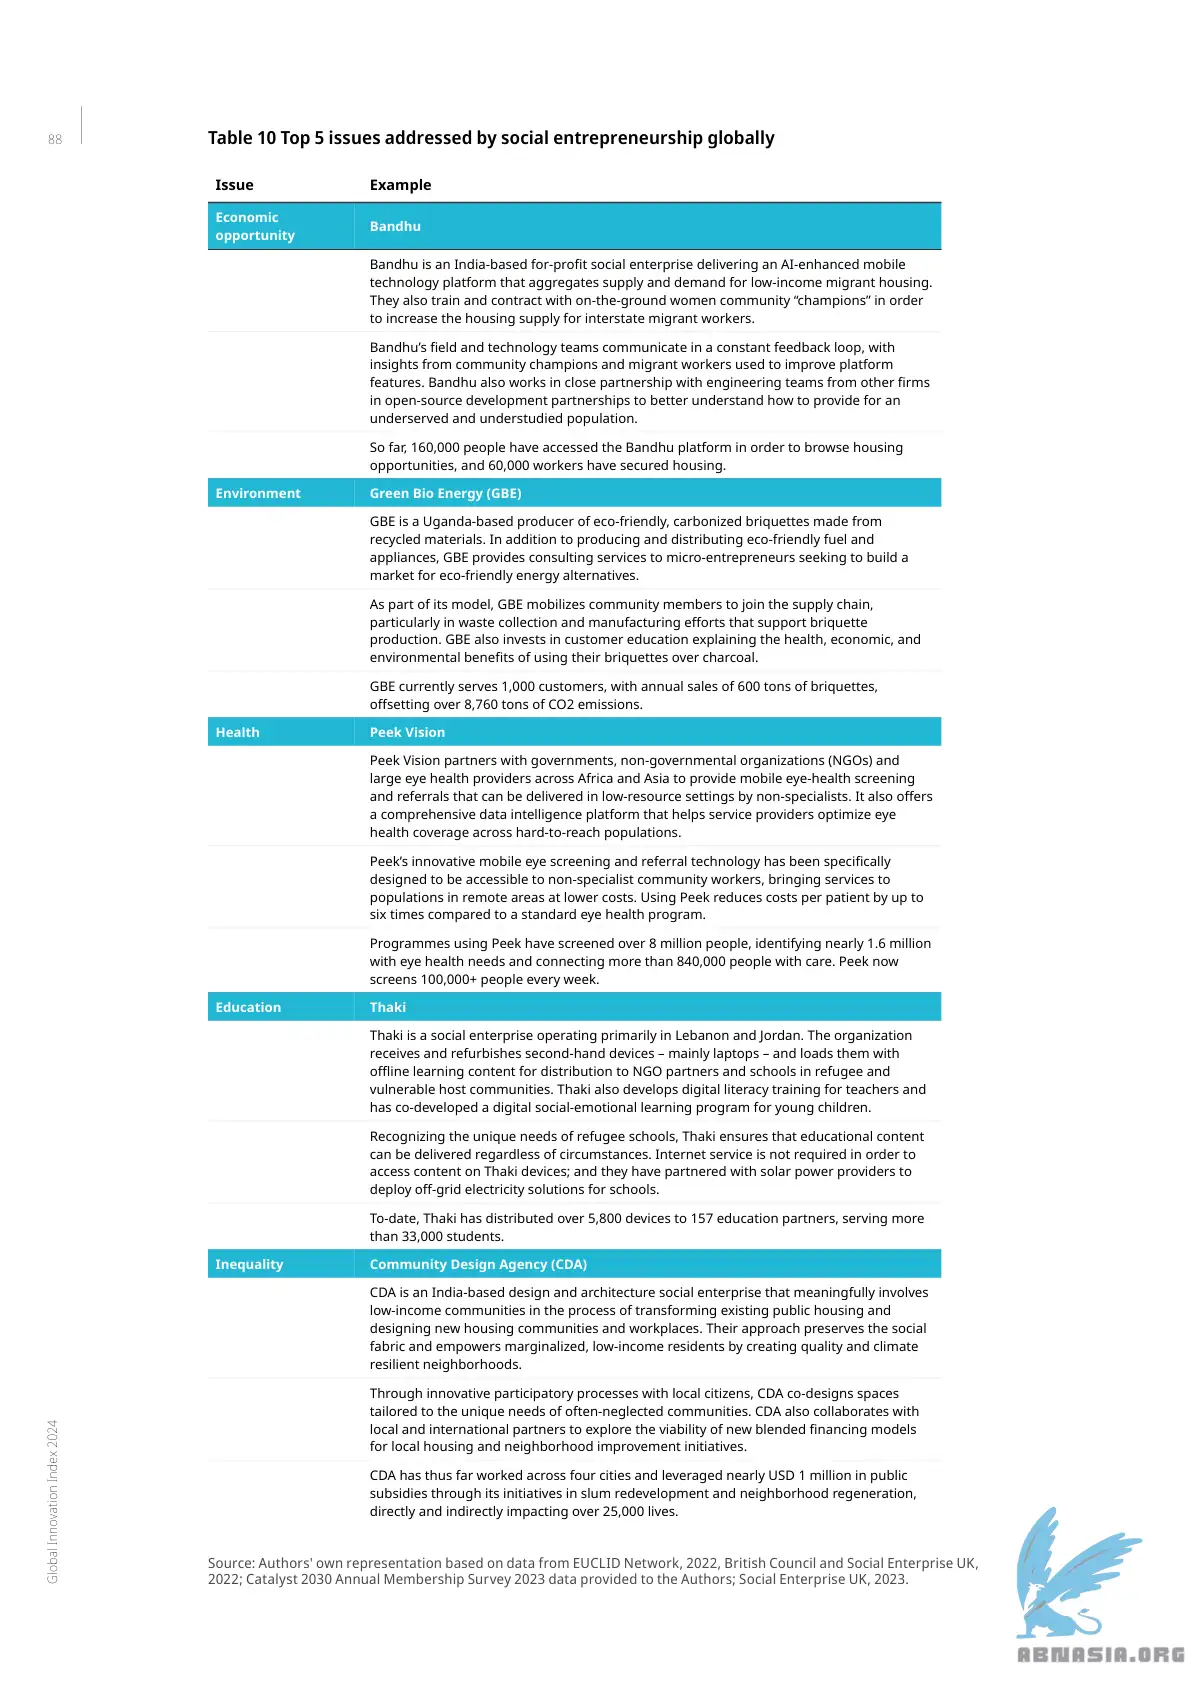 88
Table 10 Top 5 issues addressed by social entrepreneurship globally
Issue Example
Economic
opportunity
Bandhu
Bandhu is an India-based for-profit social enterprise delivering an AI-enhanced mobile
technology platform that aggregates supply and demand for low-income migrant housing.
They also train and contract with on-the-ground women community “champions” in order
to increase the housing supply for interstate migrant workers.
Bandhu’s field and technology teams communicate in a constant feedback loop, with
insights from community champions and migrant workers used to improve platform
features. Bandhu also works in close partnership with engineering teams from other firms
in open-source development partnerships to better understand how to provide for an
underserved and understudied population.
So far, 160,000 people have accessed the Bandhu platform in order to browse housing
opportunities, and 60,000 workers have secured housing.
Environment Green Bio Energy (GBE)
GBE is a Uganda-based producer of eco-friendly, carbonized briquettes made from
recycled materials. In addition to producing and distributing eco-friendly fuel and
appliances, GBE provides consulting services to micro-entrepreneurs seeking to build a
market for eco-friendly energy alternatives.
As part of its model, GBE mobilizes community members to join the supply chain,
particularly in waste collection and manufacturing efforts that support briquette
production. GBE also invests in customer education explaining the health, economic, and
environmental benefits of using their briquettes over charcoal.
GBE currently serves 1,000 customers, with annual sales of 600 tons of briquettes,
offsetting over 8,760 tons of CO2 emissions.
Health Peek Vision
Peek Vision partners with governments, non-governmental organizations (NGOs) and
large eye health providers across Africa and Asia to provide mobile eye-health screening
and referrals that can be delivered in low-resource settings by non-specialists. It also offers
a comprehensive data intelligence platform that helps service providers optimize eye
health coverage across hard-to-reach populations.
Peek’s innovative mobile eye screening and referral technology has been specifically
designed to be accessible to non-specialist community workers, bringing services to
populations in remote areas at lower costs. Using Peek reduces costs per patient by up to
six times compared to a standard eye health program.
Programmes using Peek have screened over 8 million people, identifying nearly 1.6 million
with eye health needs and connecting more than 840,000 people with care. Peek now
screens 100,000+ people every week.
Education Thaki
Thaki is a social enterprise operating primarily in Lebanon and Jordan. The organization
receives and refurbishes second-hand devices – mainly laptops – and loads them with
offline learning content for distribution to NGO partners and schools in refugee and
vulnerable host communities. Thaki also develops digital literacy training for teachers and
has co-developed a digital social-emotional learning program for young children.
Recognizing the unique needs of refugee schools, Thaki ensures that educational content
can be delivered regardless of circumstances. Internet service is not required in order to
access content on Thaki devices; and they have partnered with solar power providers to
deploy off-grid electricity solutions for schools.
To-date, Thaki has distributed over 5,800 devices to 157 education partners, serving more
than 33,000 students.
Inequality Community Design Agency (CDA)
CDA is an India-based design and architecture social enterprise that meaningfully involves
low-income communities in the process of transforming existing public housing and
designing new housing communities and workplaces. Their approach preserves the social
fabric and empowers marginalized, low-income residents by creating quality and climate
resilient neighborhoods.
Through innovative participatory processes with local citizens, CDA co-designs spaces
tailored to the unique needs of often-neglected communities. CDA also collaborates with
local and international partners to explore the viability of new blended financing models
for local housing and neighborhood improvement initiatives.
CDA has thus far worked across four cities and leveraged nearly USD 1 million in public
subsidies through its initiatives in slum redevelopment and neighborhood regeneration,
directly and indirectly impacting over 25,000 lives.
Source: Authors' own representation based on data from EUCLID Network, 2022, British Council and Social Enterprise UK,
2022; Catalyst 2030 Annual Membership Survey 2023 data provided to the Authors; Social Enterprise UK, 2023.
Global Innovation Index 2024
ABNASIA.ORG